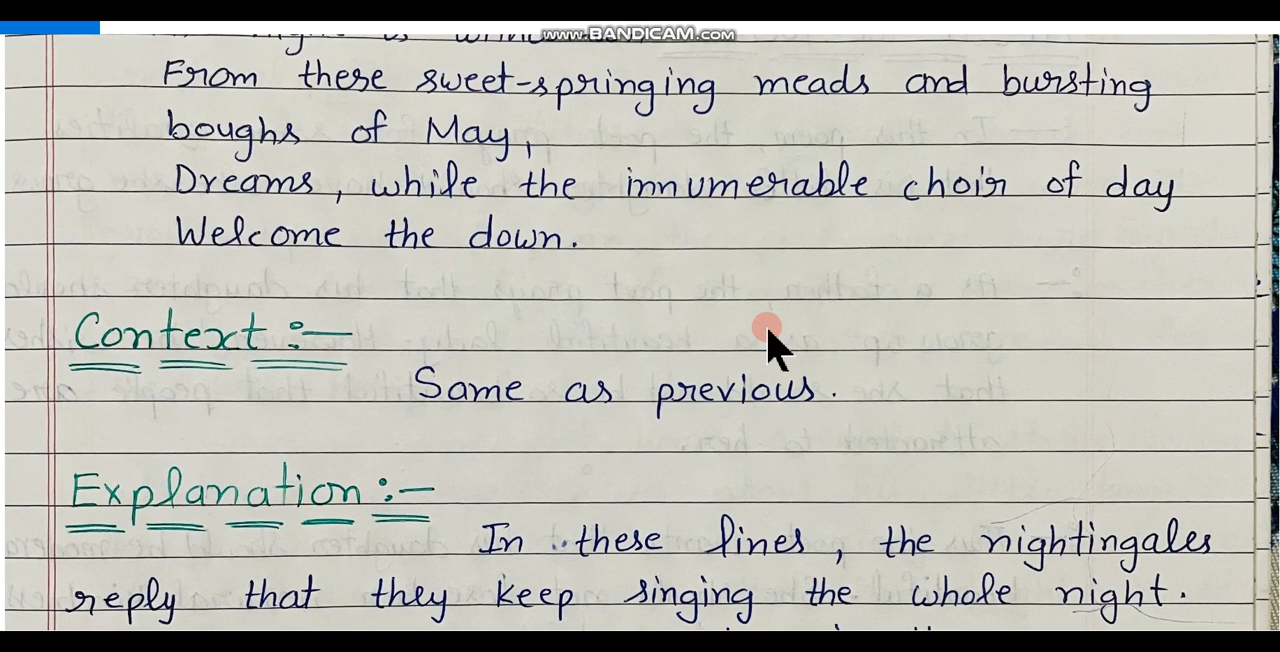 www.BANDICAM.com
From these sweet-springing meads and bursting
boughs of May,
Dreams, while the innumerable choir of day
Welcome the down.
Context :—
Same as previous.
Explanation :—
In these lines, the nightingales
reply that they keep singing the whole night.